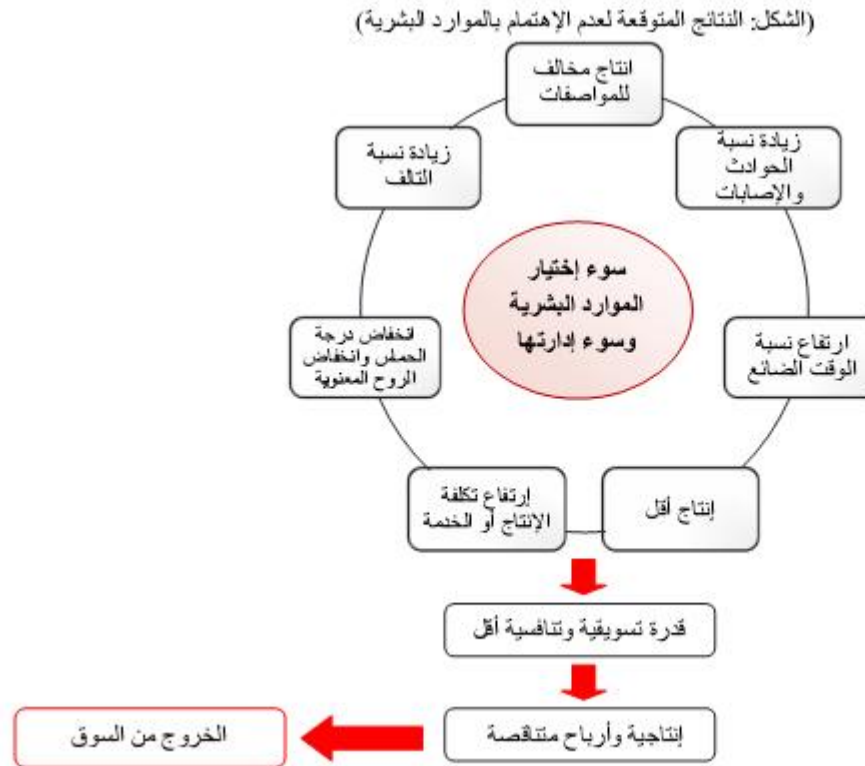 (الشكل: النتائج المتوقعة لعدم الإهتمام بالموارد البشرية)
انتاج مخالف
للمواصفات
زيادة نسبة
الحوادث
والإصابات
زيادة نسبة
التالف
سوء إختيار
الموارد البشرية
وسوء إدارتها
ارتفاع نسبة
الوقت الضائع
انخفاض درجة
الحماس وانخفاض
الروح المعنوية
إنتاج أقل
إرتفاع تكلفة
الإنتاج أو الخدمة
قدرة تسويقية وتنافسية أقل
إنتاجية وأرباح متناقصة
الخروج من السوق